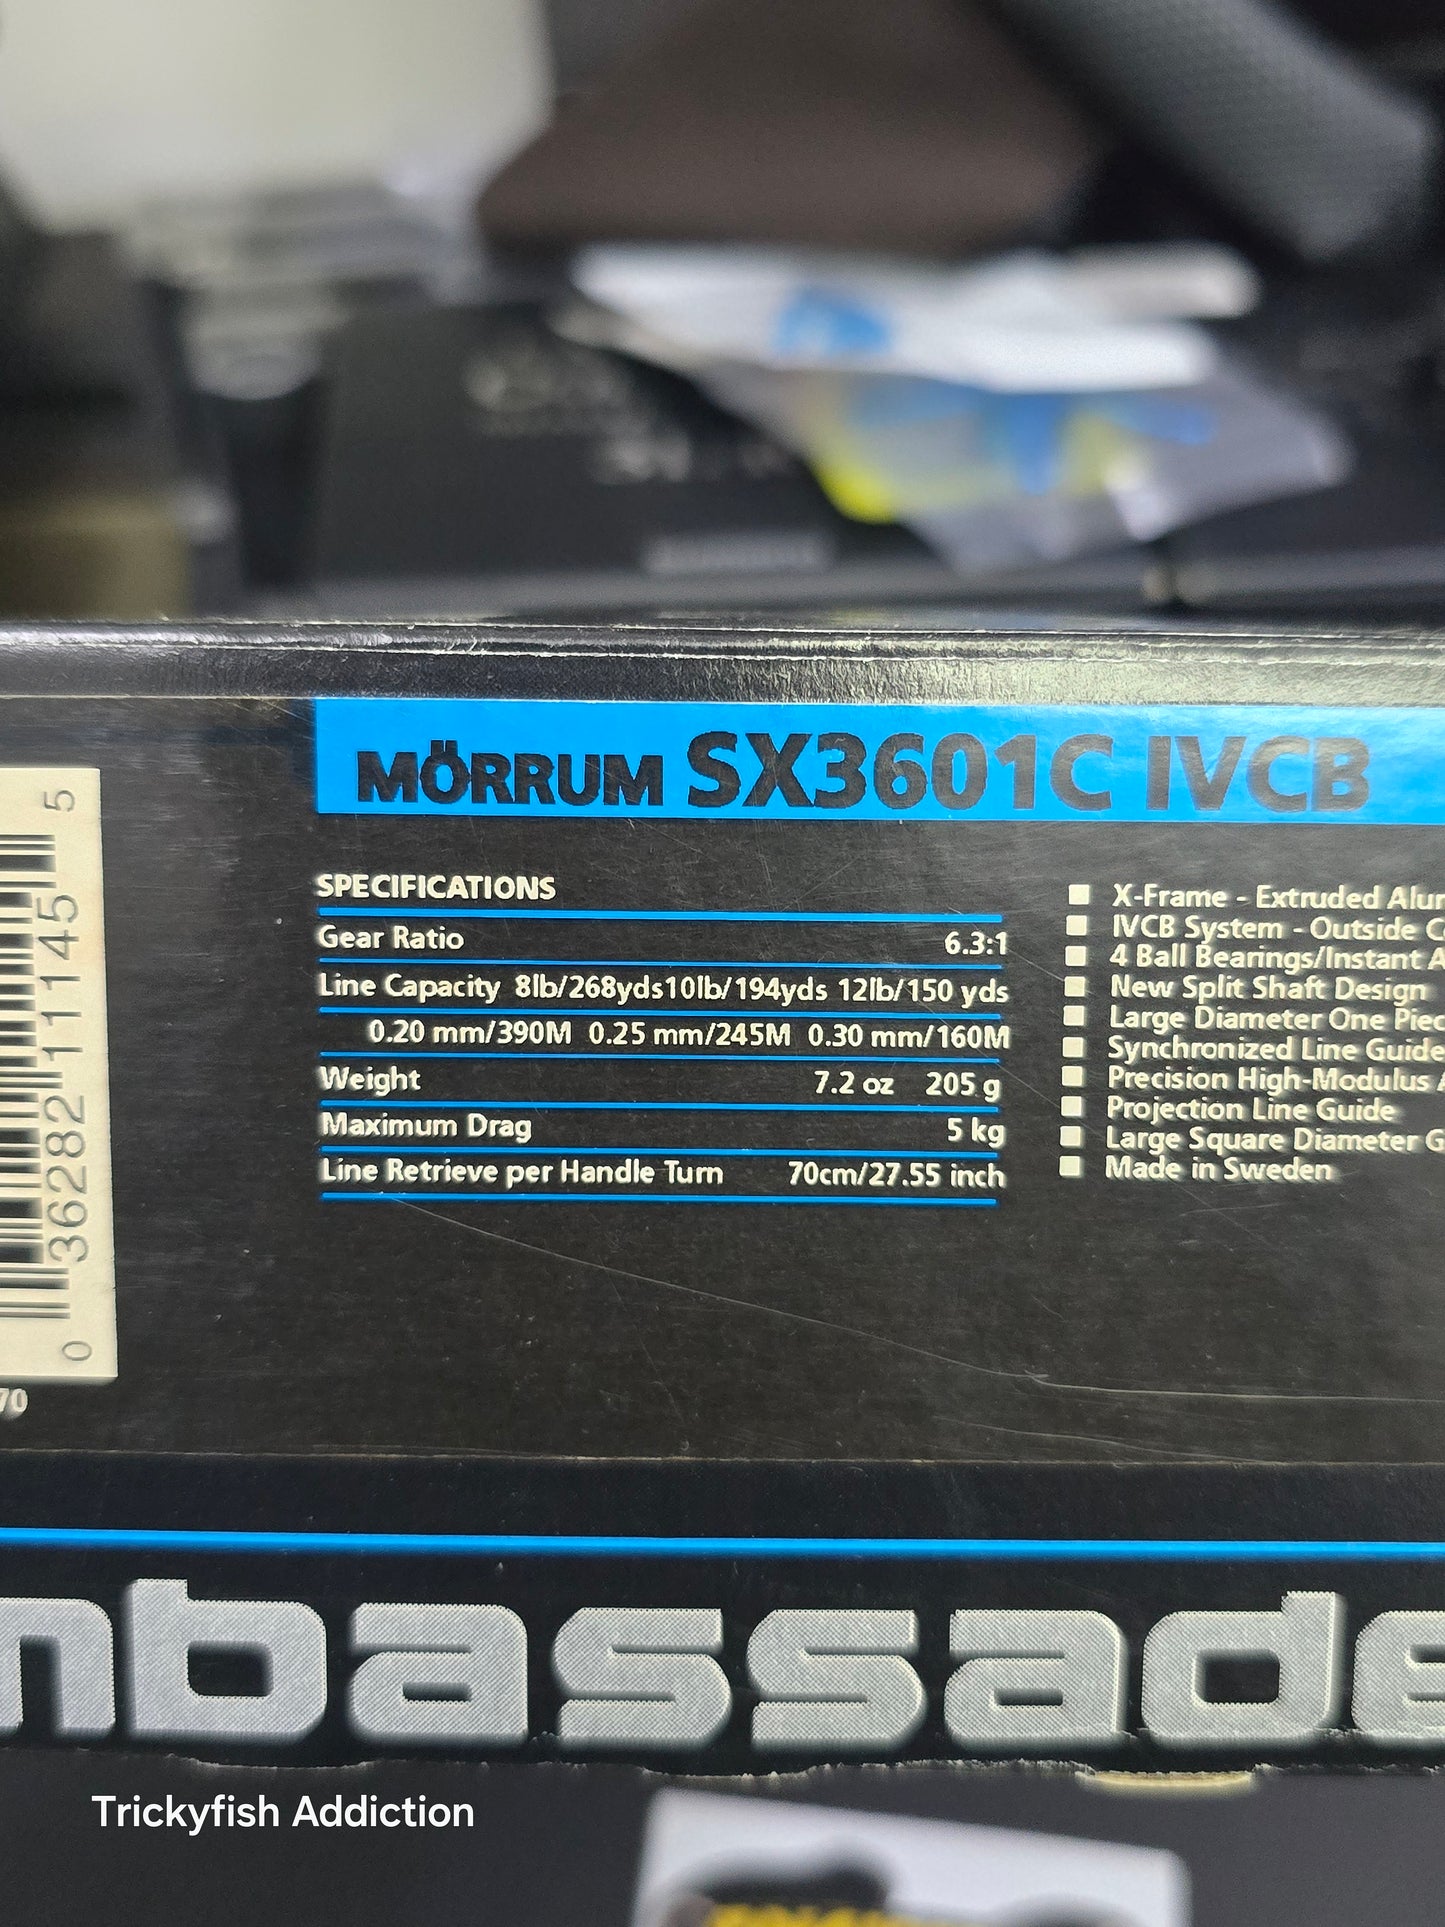 MÖRRUM SX3601C IVCB
SPECIFICATIONS
Gear Ratio 6.3:1
Line Capacity 8lb/268yds10lb/194yds 12lb/150 yds
0.20 mm/390M 0.25 mm/245M 0.30 mm/160M
Weight 7.2 oz 205 g
Maximum Drag 5 kg
Line Retrieve per Handle Turn 70cm/27.55 inch
X-Frame - Extruded Alu
IVCB System - Outside C
4 Ball Bearings/Instant A
New Split Shaft Design
Large Diameter One Piec
Synchronized Line Guide
Precision High-Modulus A
Projection Line Guide
Large Square Diameter G
Made in Sweden
0 36282 11145 5
70
mbassade
Trickyfish Addiction